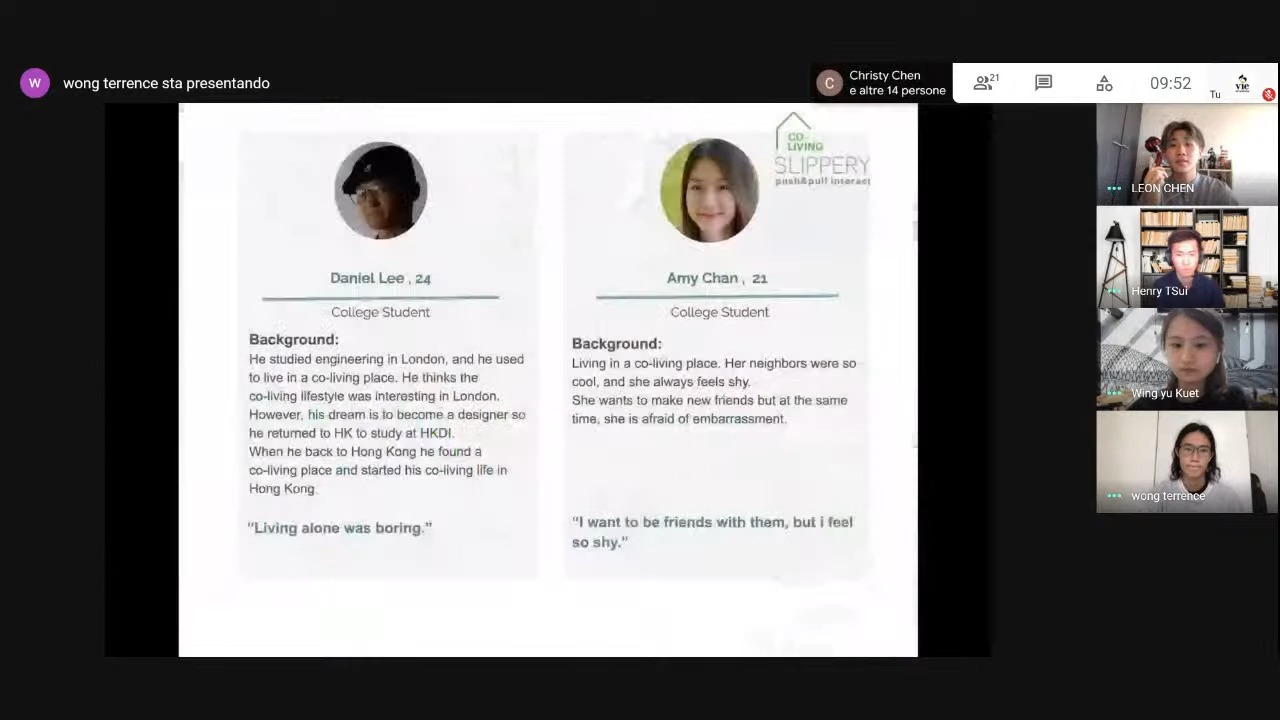 W
wong terrence sta presentando
C
Christy Chen
e altre 14 persone
21
09:52
Tu
vie
CO-
LIVING
SLIPPERY
push&pull interact
Daniel Lee , 24
College Student
Background:
He studied engineering in London, and he used
to live in a co-living place. He thinks the
co-living lifestyle was interesting in London.
However, his dream is to become a designer so
he returned to HK to study at HKDI.
When he back to Hong Kong he found a
co-living place and started his co-living life in
Hong Kong.
"Living alone was boring."
Amy Chan , 21
College Student
Background:
Living in a co-living place. Her neighbors were so
cool, and she always feels shy.
She wants to make new friends but at the same
time, she is afraid of embarrassment.
"I want to be friends with them, but i feel
so shy."
LEON CHEN
Henry TSui
Wing yu Kuet
wong terrence